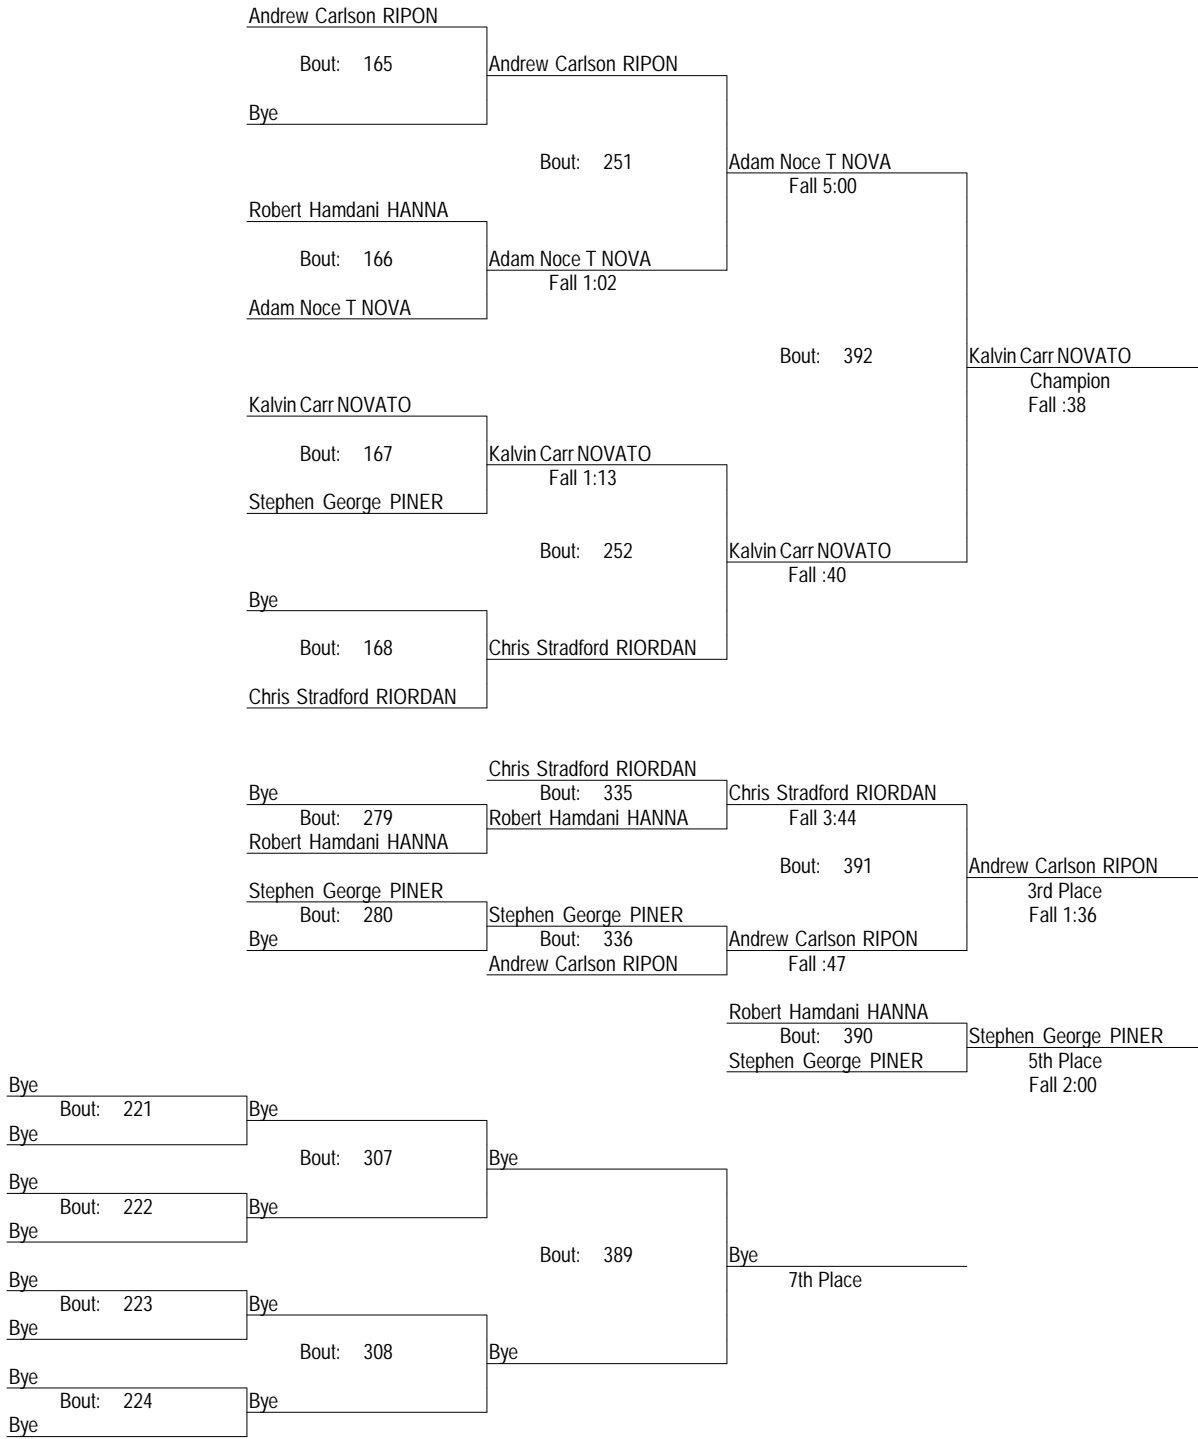 Andrew Carlson RIPON
Bout: 165
Andrew Carlson RIPON
Bye
Bout: 251
Adam Noce T NOVA
Fall 5:00
Robert Hamdani HANNA
Bout: 166
Adam Noce T NOVA
Fall 1:02
Adam Noce T NOVA
Bout: 392
Kalvin Carr NOVATO
Champion
Fall :38
Kalvin Carr NOVATO
Bout: 167
Kalvin Carr NOVATO
Fall 1:13
Stephen George PINER
Bout: 252
Kalvin Carr NOVATO
Fall :40
Bye
Bout: 168
Chris Stradford RIORDAN
Chris Stradford RIORDAN
Chris Stradford RIORDAN
Bye
Bout: 335
Chris Stradford RIORDAN
Bout: 279
Robert Hamdani HANNA
Fall 3:44
Robert Hamdani HANNA
Bout: 391
Andrew Carlson RIPON
3rd Place
Fall 1:36
Stephen George PINER
Bout: 280
Stephen George PINER
Bye
Bout: 336
Andrew Carlson RIPON
Andrew Carlson RIPON
Fall :47
Robert Hamdani HANNA
Bout: 390
Stephen George PINER
Stephen George PINER
5th Place
Fall 2:00
Bye
Bout: 221
Bye
Bye
Bout: 307
Bye
Bye
Bout: 222
Bye
Bye
Bout: 389
Bye
7th Place
Bye
Bout: 223
Bye
Bye
Bout: 308
Bye
Bye
Bout: 224
Bye
Bye